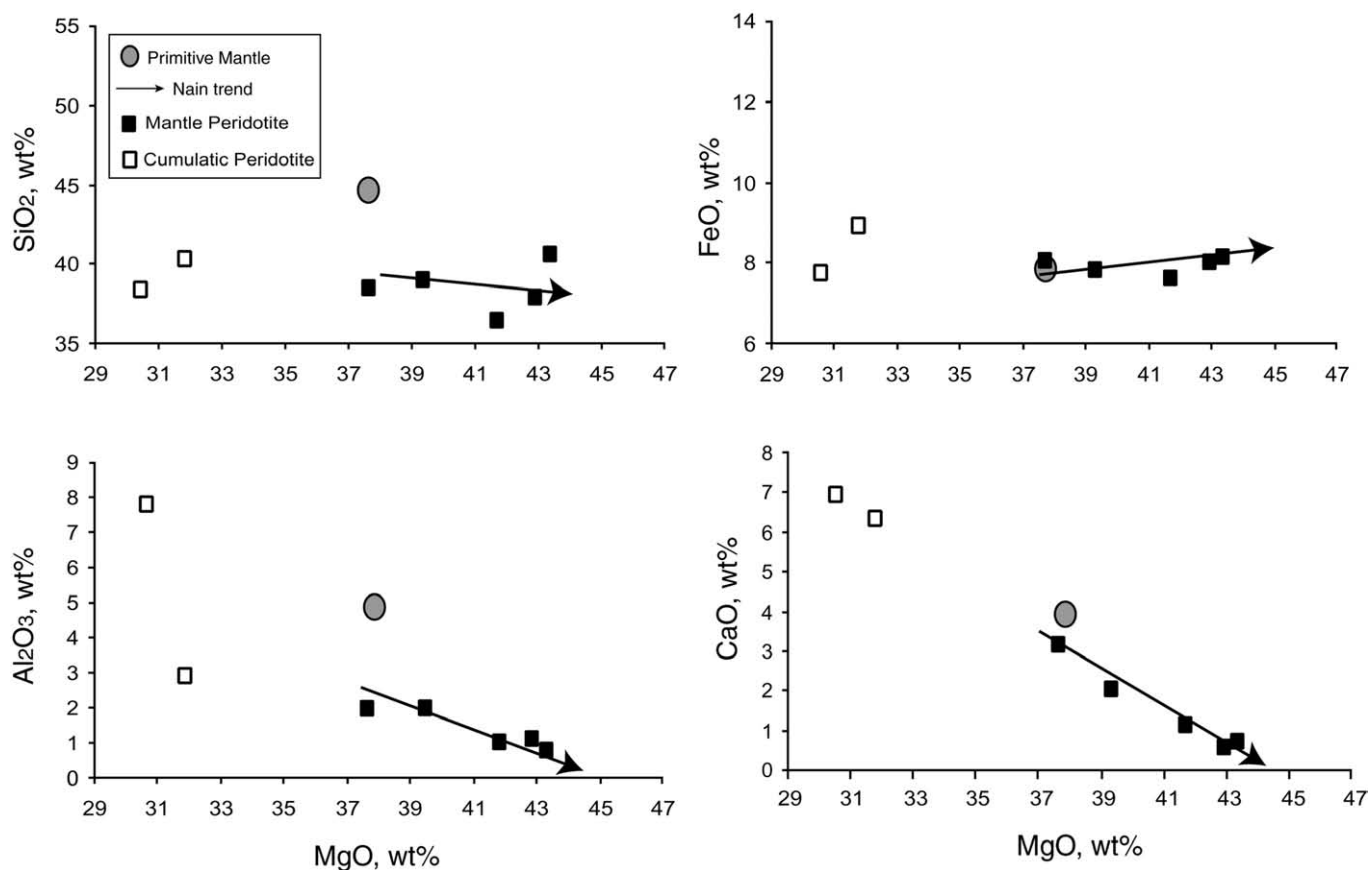 55
50
45
40
35
SiO2, wt%
Primitive Mantle
Nain trend
Mantle Peridotite
Cumulatic Peridotite
29 31 33 35 37 39 41 43 45 47
14
12
10
8
6
FeO, wt%
29 31 33 35 37 39 41 43 45 47
9
8
7
6
5
4
3
2
1
0
Al2O3, wt%
29 31 33 35 37 39 41 43 45 47
MgO, wt%
8
7
6
5
4
3
2
1
0
CaO, wt%
29 31 33 35 37 39 41 43 45 47
MgO, wt%